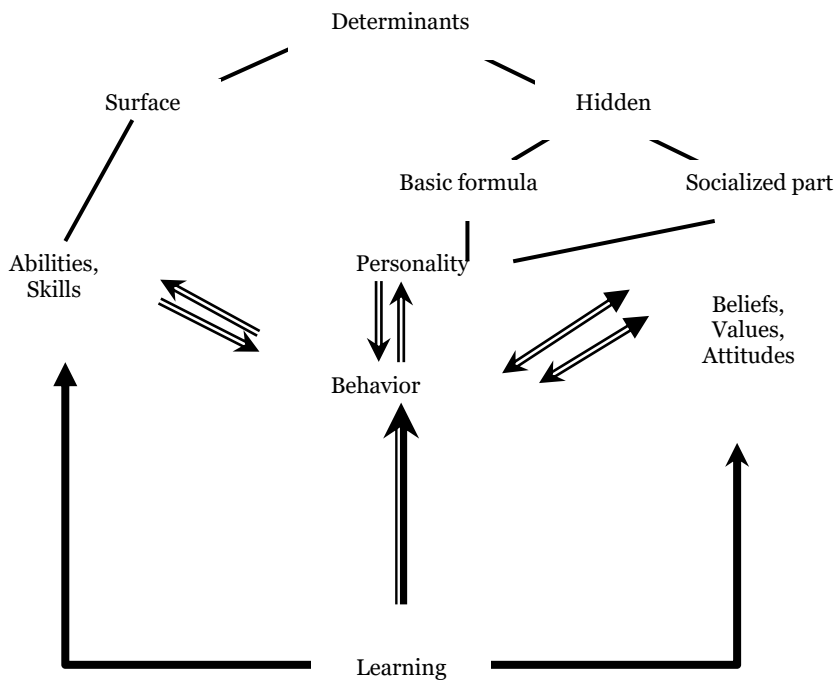 Determinants
Surface
Hidden
Basic formula
Socialized part
Abilities,
Skills
Personality
Beliefs,
Values,
Attitudes
Behavior
Learning